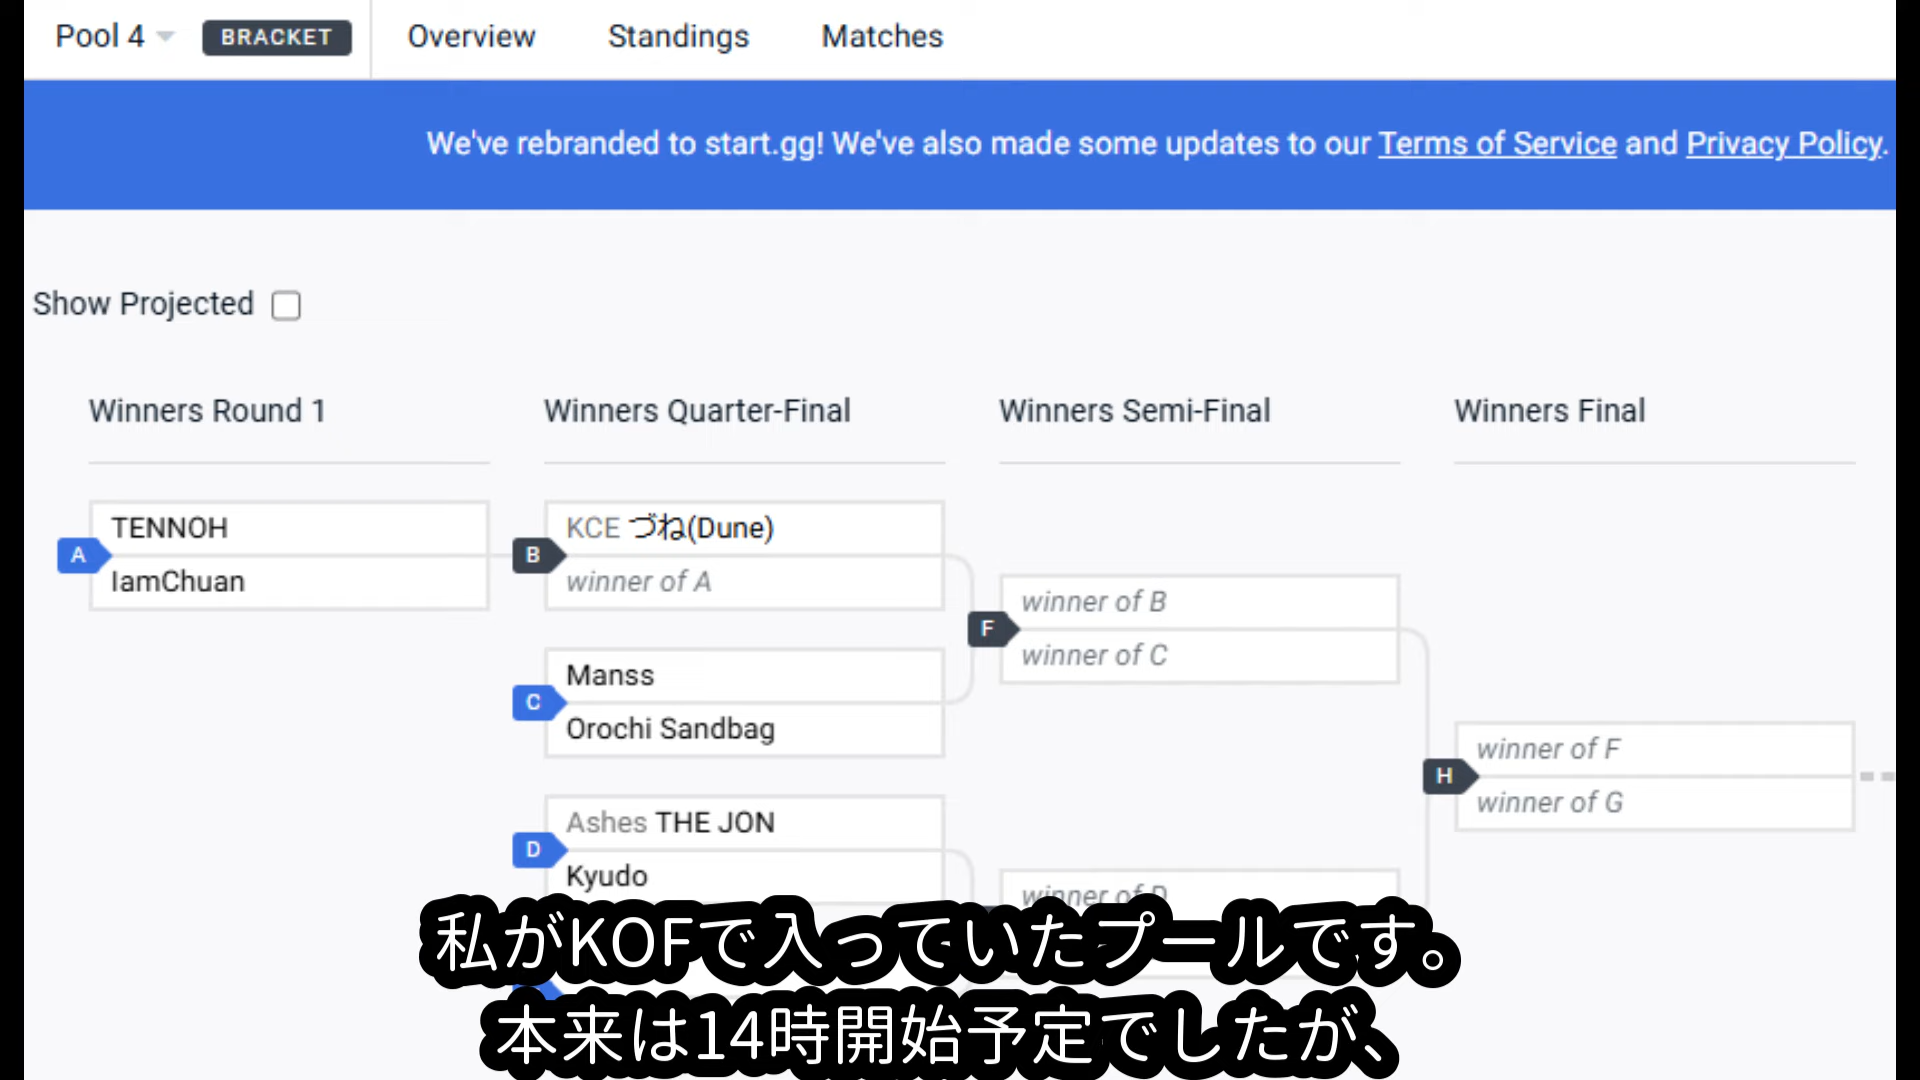 Pool 4 BRACKET Overview Standings Matches
We've rebranded to start.gg! We've also made some updates to our Terms of Service and Privacy Policy.
Show Projected
Winners Round 1 Winners Quarter-Final Winners Semi-Final Winners Final
A
TENNOH
IamChuan
B
KCE づね(Dune)
winner of A
C
Manss
Orochi Sandbag
D
Ashes THE JON
Kyudo
F
winner of B
winner of C
winner of D
H
winner of F
winner of G
私がKOFで入っていたプールです。
本来は14時開始予定でしたが、